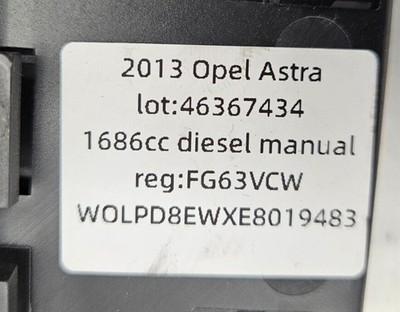 2013 Opel Astra
lot:46367434
1686cc diesel manual
reg:FG63VCW
WOLPD8EWXE8019483